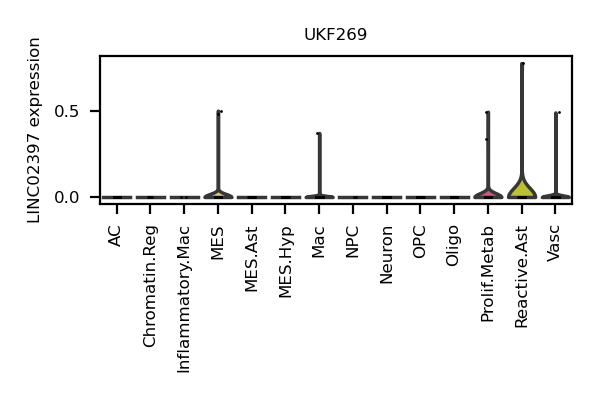 UKF269
LINC02397 expression
0.5
0.0
AC
Chromatin.Reg
Inflammatory.Mac
MES
MES.Ast
MES.Hyp
Mac
NPC
Neuron
OPC
Oligo
Prolif.Metab
Reactive.Ast
Vasc